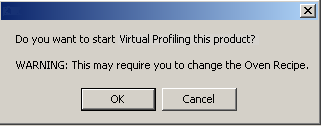 Do you want to start Virtual Profiling this product?
WARNING: This may require you to change the Oven Recipe.
OK
Cancel